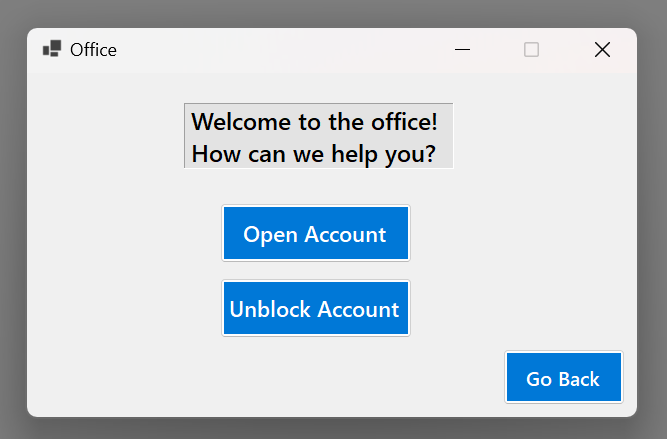 Office
Welcome to the office!
How can we help you?
Open Account
Unblock Account
Go Back